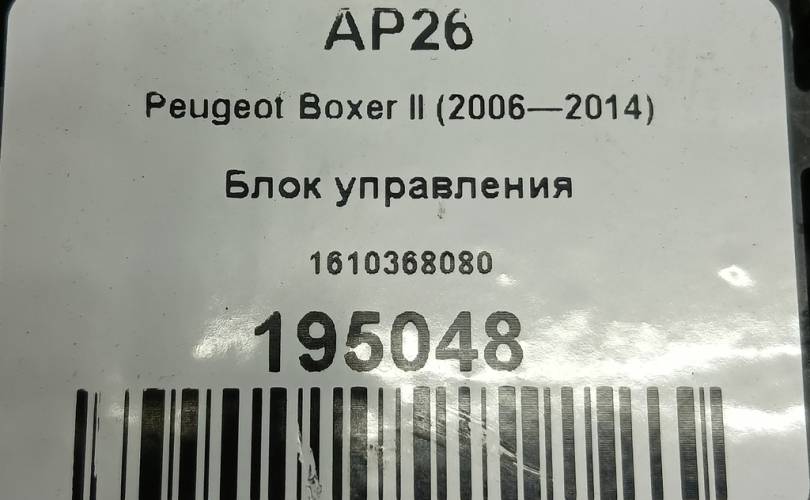 AP26
Peugeot Boxer II (2006—2014)
Блок управления
1610368080
195048